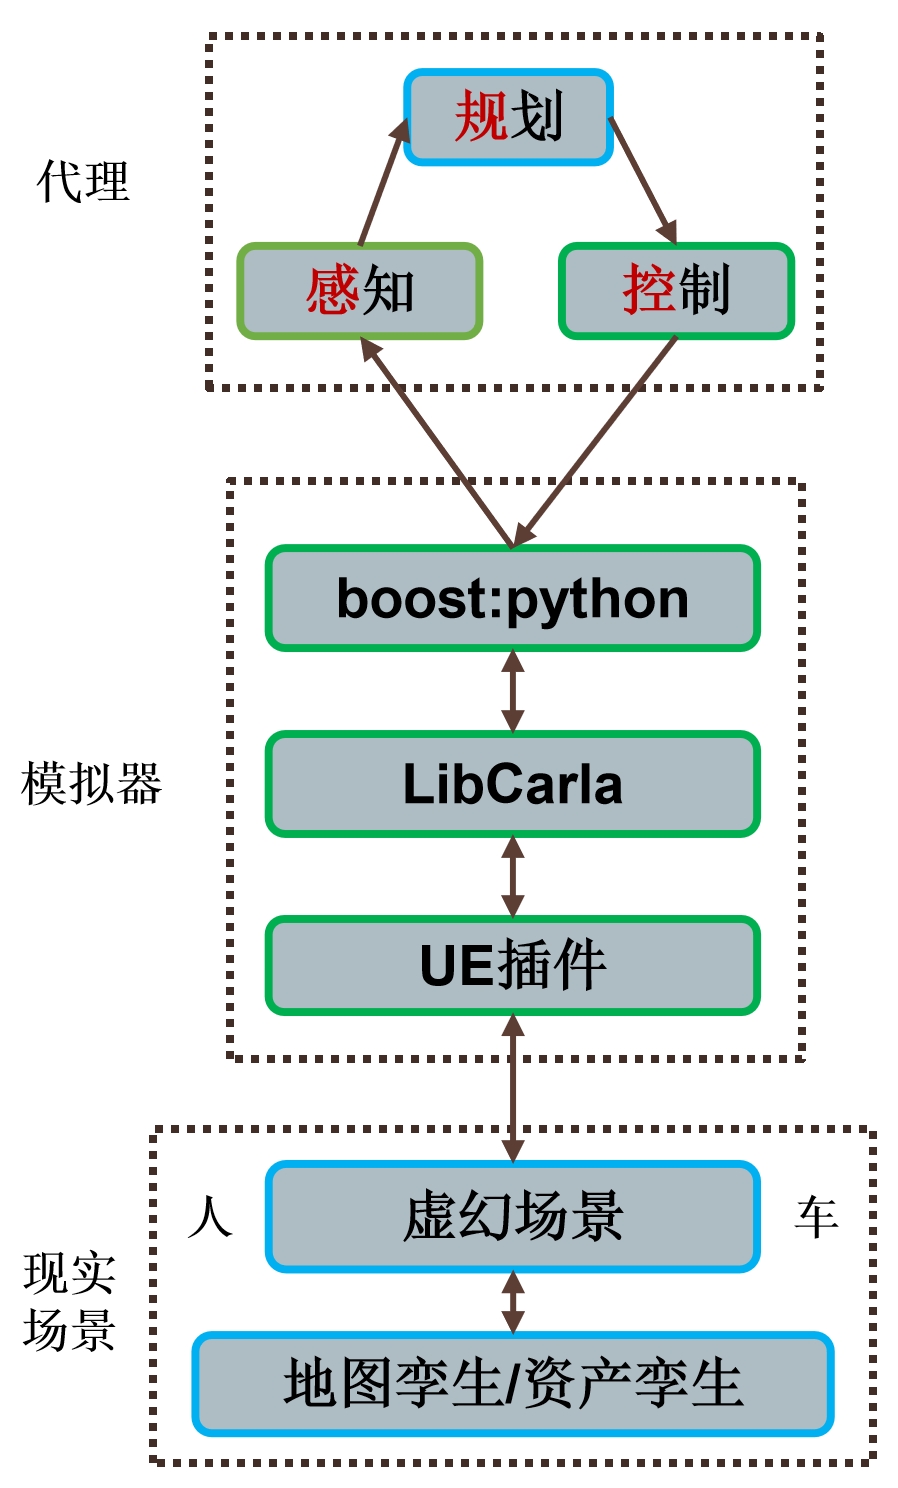 规划
代理
感知
控制
boost:python
模拟器
LibCarla
UE插件
人
虚幻场景
车
现实
场景
地图孪生/资产孪生